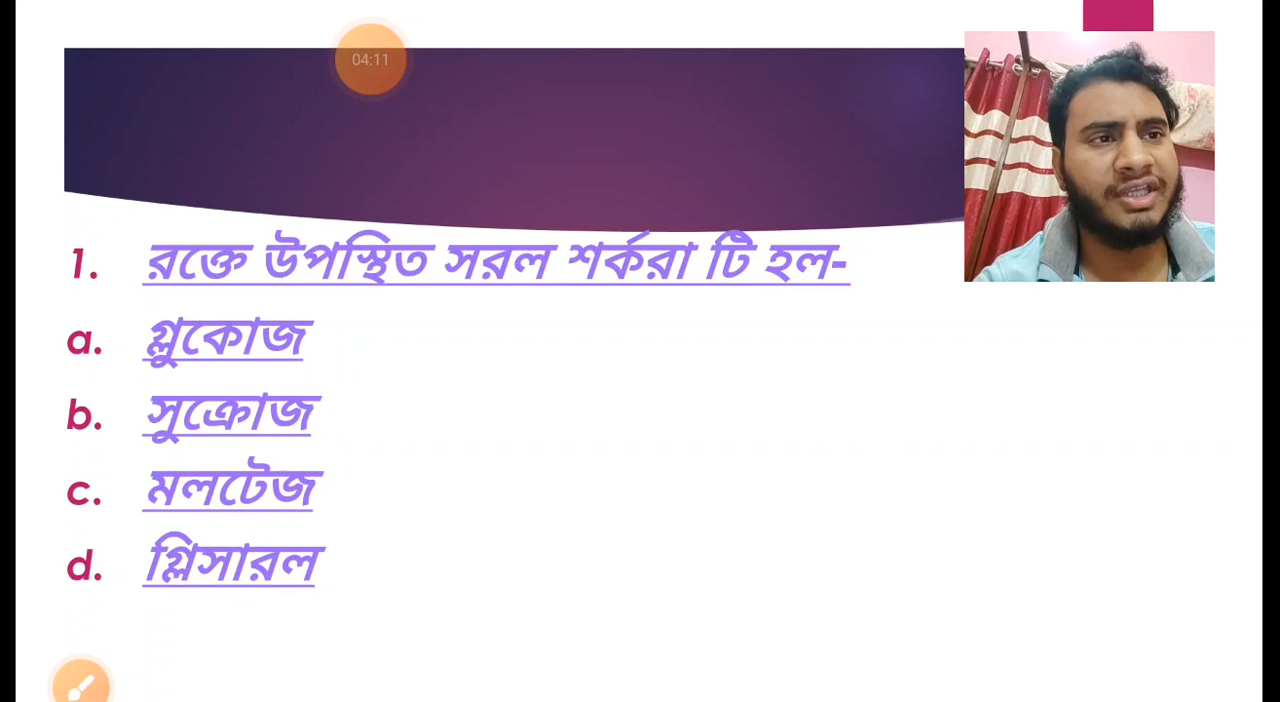 04:11
1. রক্তে উপস্থিত সরল শর্করা টি হল-
a. গ্লুকোজ
b. সুক্রোজ
c. মলটেজ
d. গ্লিসারল